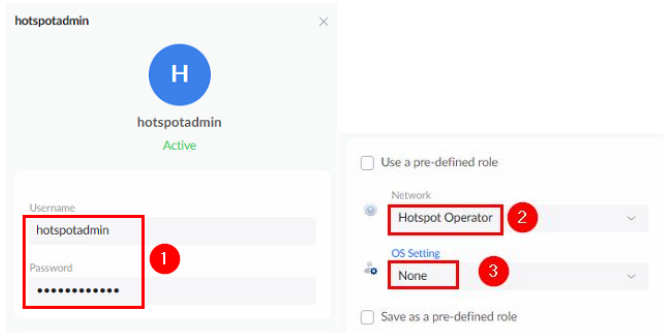 hotspotadmin
H
hotspotadmin
Active
Username
hotspotadmin
1
Password
••••••••••••
Use a pre-defined role
Network
Hotspot Operator
2
OS Setting
None
3
Save as a pre-defined role